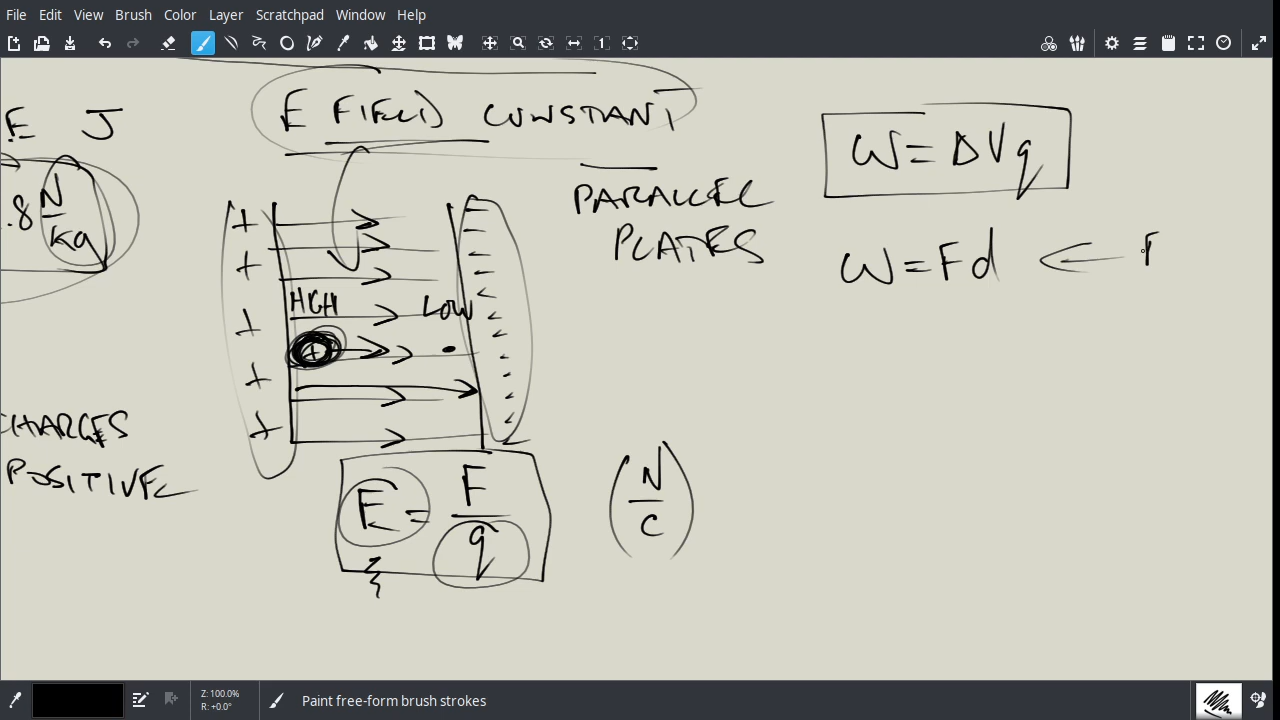 File Edit View Brush Color Layer Scratchpad Window Help
E J
E FIELD CONSTANT
W = ΔVq
.8 N/kg
PARALLEL
PLATES
W = Fd ← F
+ + + + +
HIGH LOW
+
CHARGES
POSITIVE
E = F/q
(N/C)
Z: 100.0%
R: +0.0°
Paint free-form brush strokes